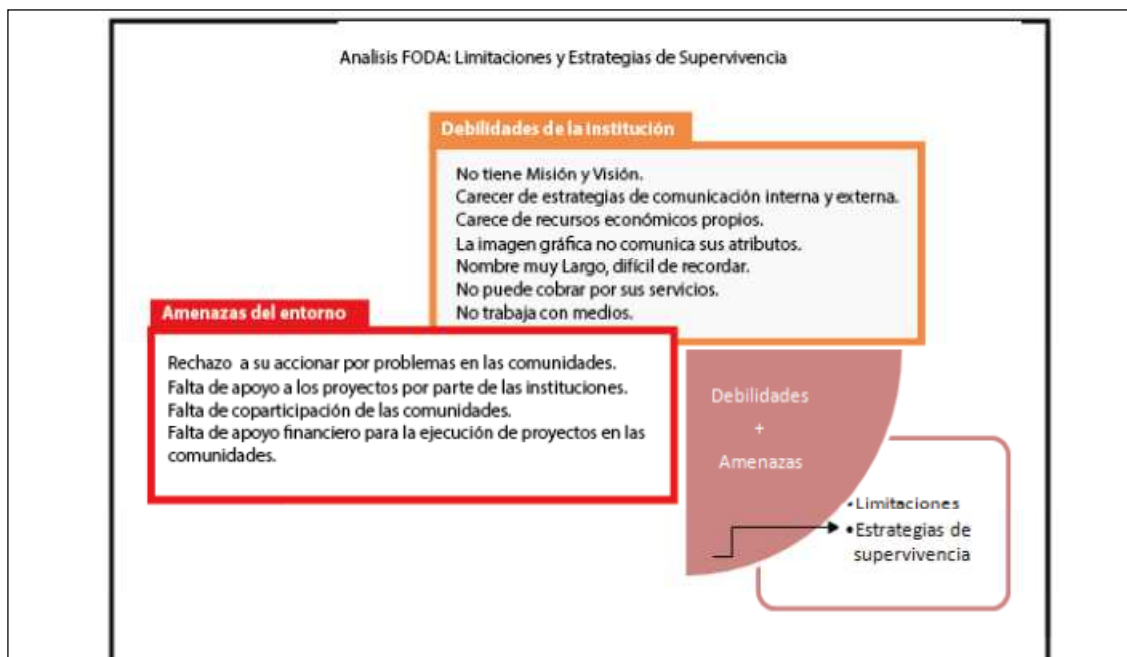 Analisis FODA: Limitaciones y Estrategias de Supervivencia
Debilidades de la Institución
No tiene Misión y Visión.
Carecer de estrategias de comunicación interna y externa.
Carece de recursos económicos propios.
La imagen gráfica no comunica sus atributos.
Nombre muy Largo, difícil de recordar.
No puede cobrar por sus servicios.
No trabaja con medios.
Amenazas del entorno
Rechazo a su accionar por problemas en las comunidades.
Falta de apoyo a los proyectos por parte de las instituciones.
Falta de coparticipación de las comunidades.
Falta de apoyo financiero para la ejecución de proyectos en las
comunidades.
Debilidades
+
Amenazas
•Limitaciones
•Estrategias de
supervivencia